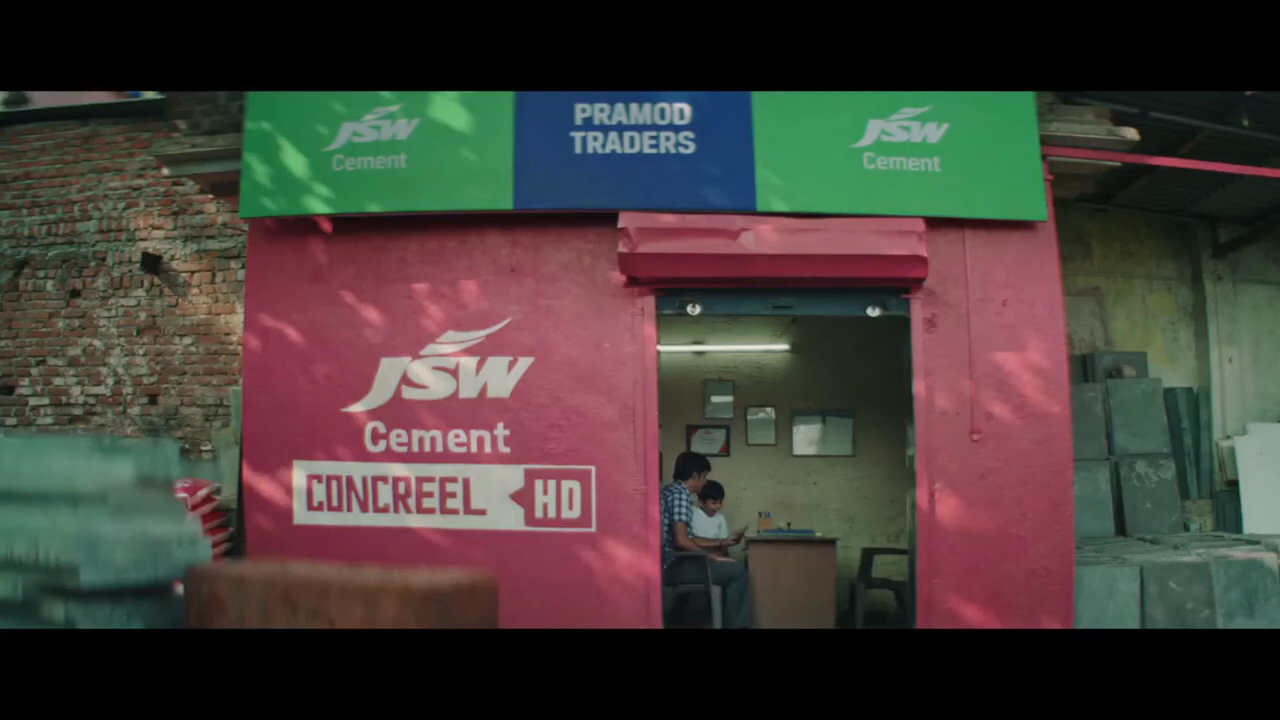 JSW
Cement
PRAMOD
TRADERS
JSW
Cement
JSW
Cement
CONCREEL HD